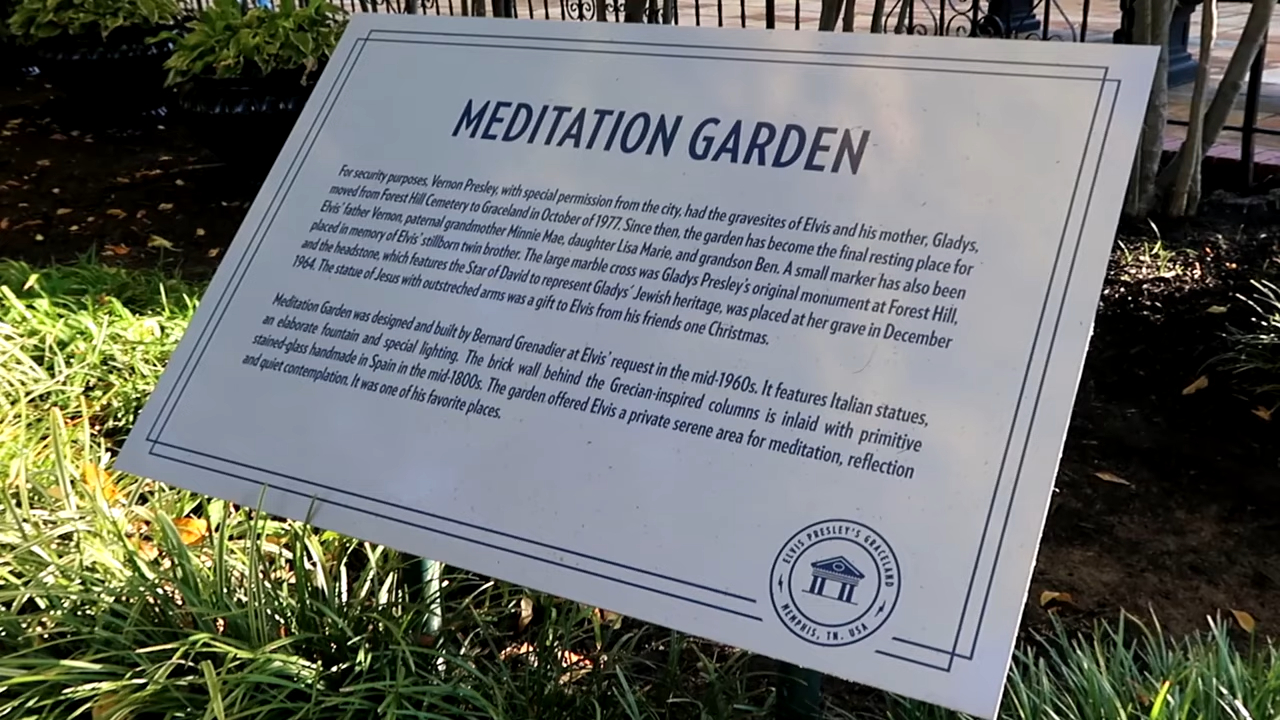 MEDITATION GARDEN
For security purposes, Vernon Presley, with special permission from the city, had the gravesites of Elvis and his mother, Gladys,
moved from Forest Hill Cemetery to Graceland in October of 1977. Since then, the garden has become the final resting place for
Elvis' father Vernon, paternal grandmother Minnie Mae, daughter Lisa Marie, and grandson Ben. A small marker has also been
placed in memory of Elvis' stillborn twin brother. The large marble cross was Gladys Presley's original monument at Forest Hill,
and the headstone, which features the Star of David to represent Gladys' Jewish heritage, was placed at her grave in December
1964. The statue of Jesus with outstreched arms was a gift to Elvis from his friends one Christmas.
Meditation Garden was designed and built by Bernard Grenadier at Elvis' request in the mid-1960s. It features Italian statues,
an elaborate fountain and special lighting. The brick wall behind the Grecian-inspired columns is inlaid with primitive
stained-glass handmade in Spain in the mid-1800s. The garden offered Elvis a private serene area for meditation, reflection
and quiet contemplation. It was one of his favorite places.
ELVIS PRESLEY'S GRACELAND
MEMPHIS, TN. USA